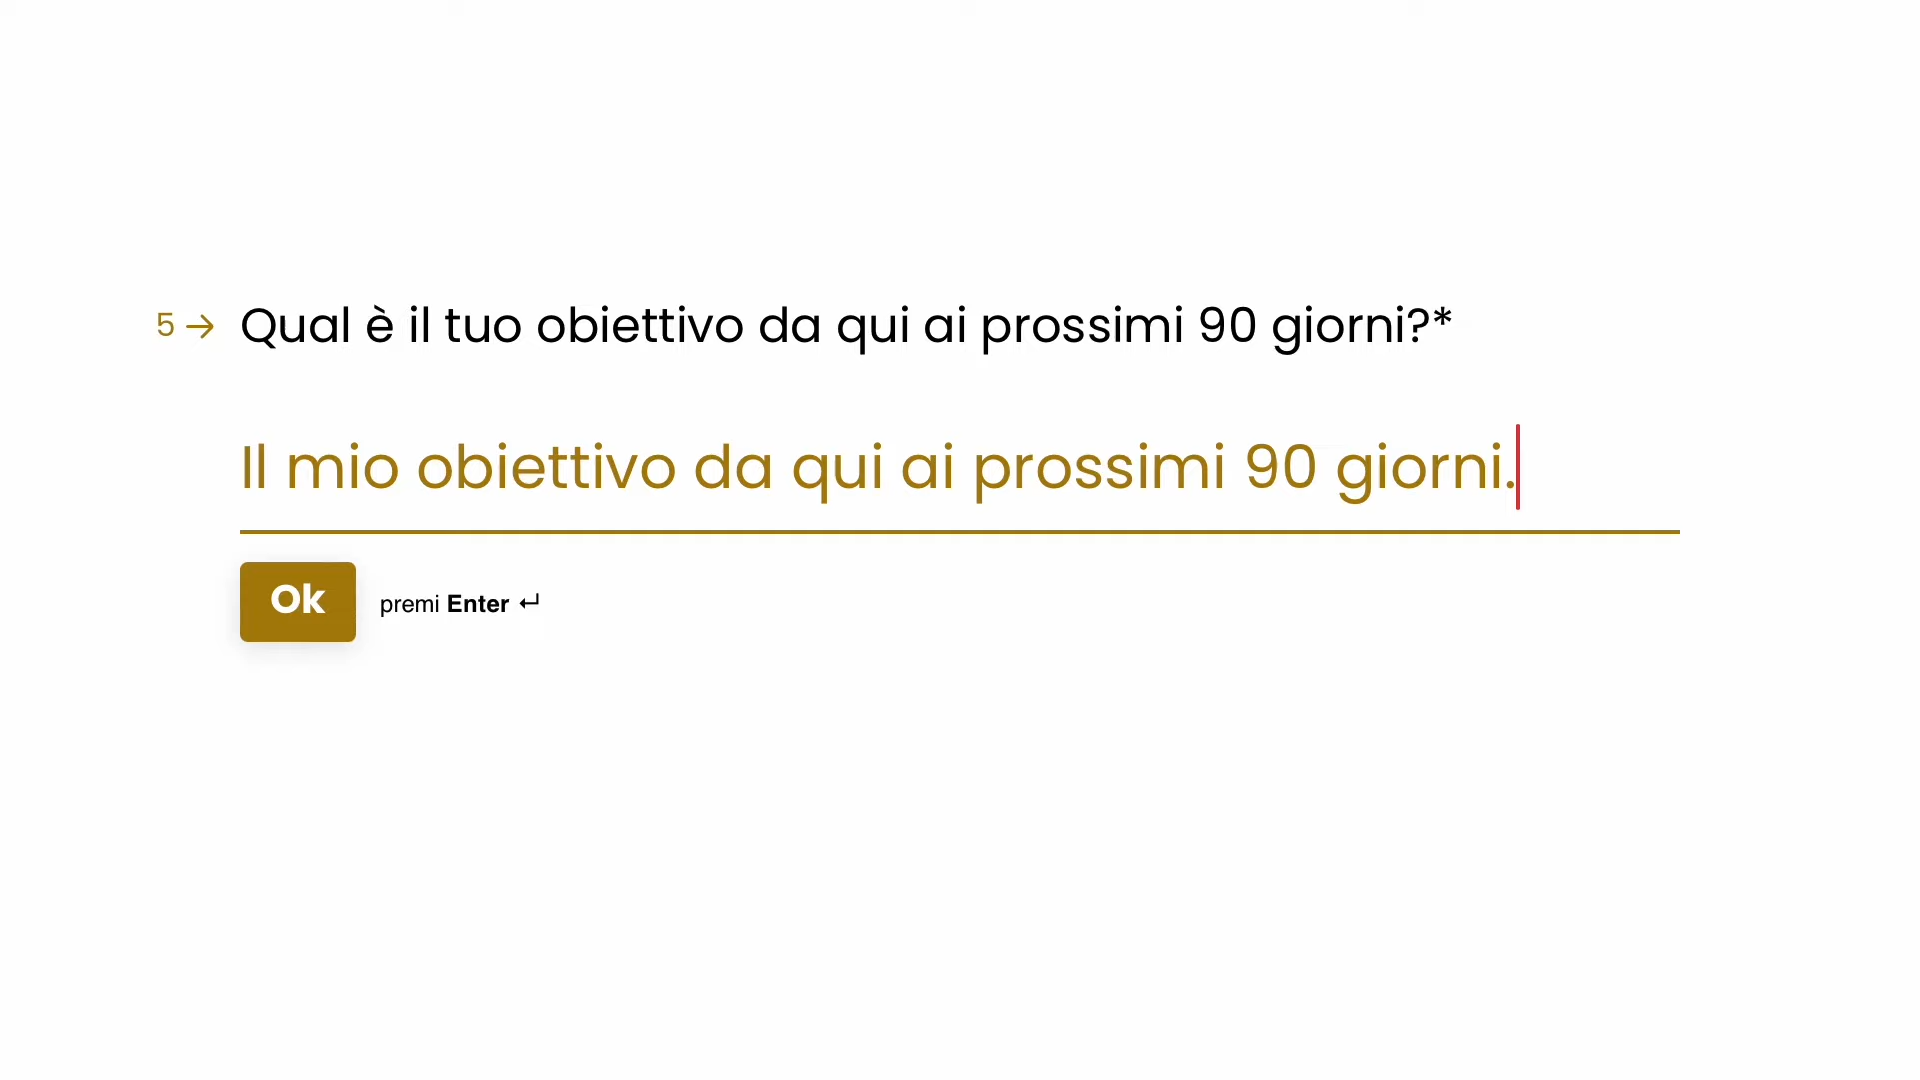 5 → Qual è il tuo obiettivo da qui ai prossimi 90 giorni?*
Il mio obiettivo da qui ai prossimi 90 giorni.
Ok premi Enter ↵